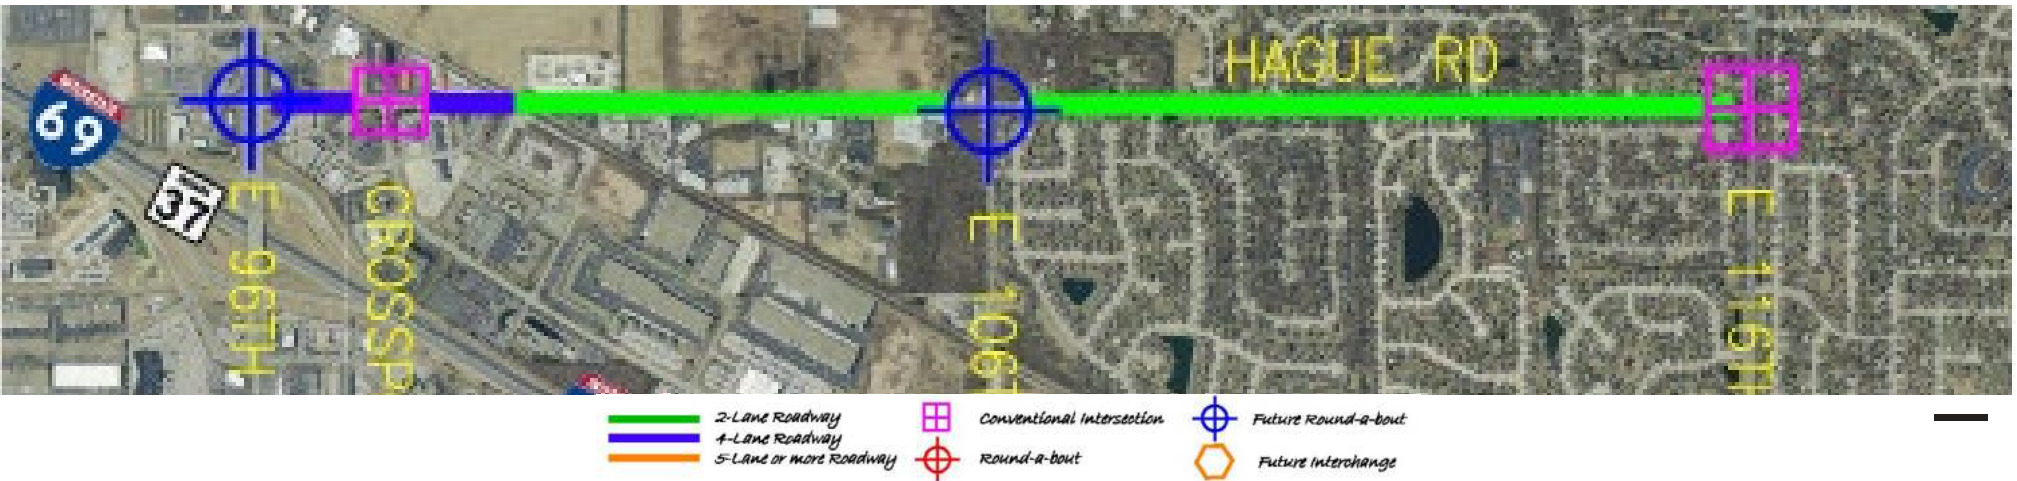 HAGUE RD
INTERSTATE
69
37
E 96TH
CROSSP
E 106T
E 116TH
2-Lane Roadway
4-Lane Roadway
5-Lane or more Roadway
Conventional Intersection
Round-a-bout
Future Round-a-bout
Future Interchange